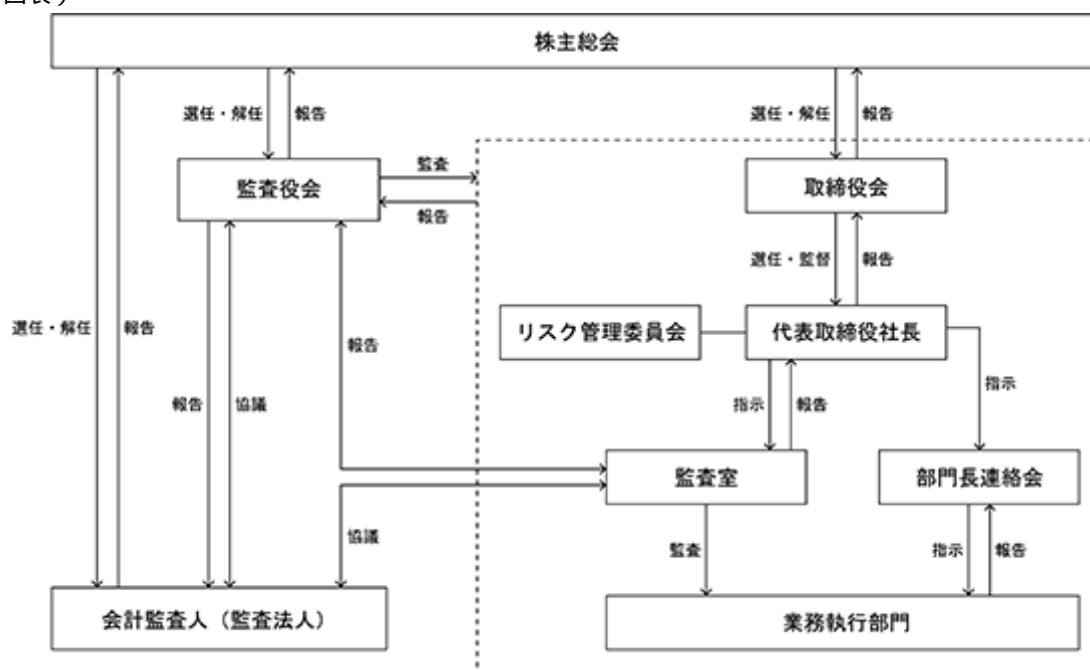 図表）
株主総会
選任・解任
報告
選任・解任
報告
監査役会
監査
報告
取締役会
選任・監督
報告
選任・解任
報告
報告
リスク管理委員会
代表取締役社長
指示
報告
協議
指示
報告
監査室
部門長連絡会
協議
監査
指示
報告
会計監査人（監査法人）
業務執行部門